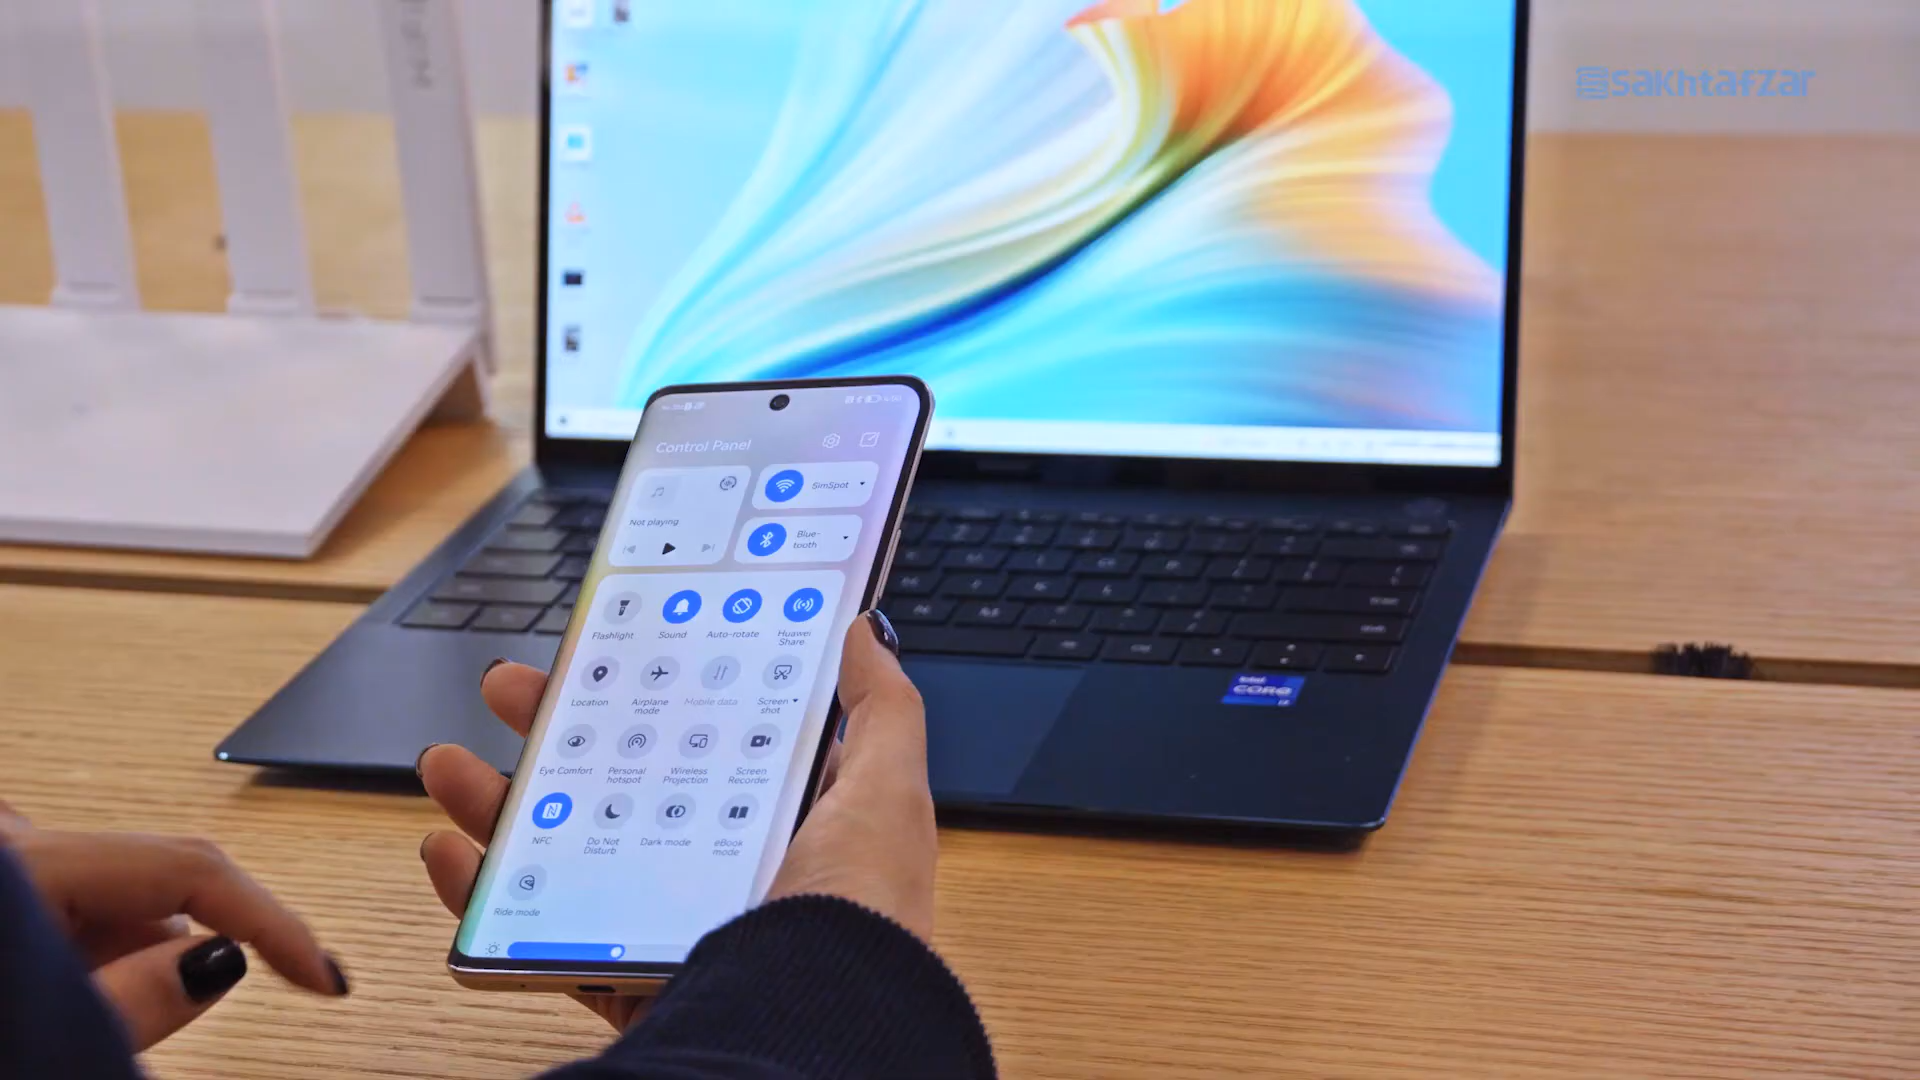 sakhtafzar
Control Panel
SimSpot
Not playing
Blue-
tooth
Flashlight
Sound
Auto-rotate
Huawei
Share
Location
Airplane
mode
Mobile data
Screen
shot
Eye Comfort
Personal
hotspot
Wireless
Projection
Screen
Recorder
NFC
Do Not
Disturb
Dark mode
eBook
mode
Ride mode
intel
CORE